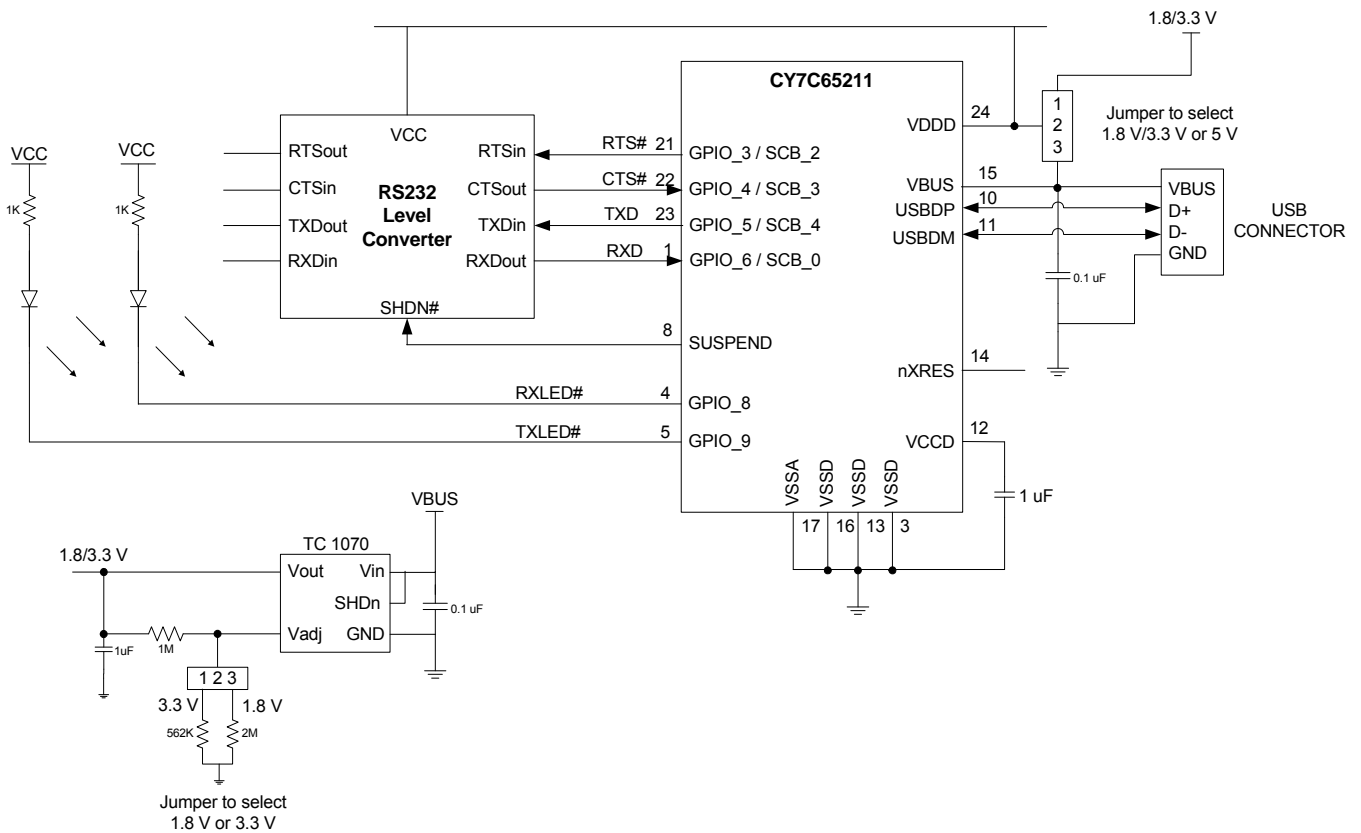 1.8/3.3 V
CY7C65211
VDDD
24
1
2
3
Jumper to select
1.8 V/3.3 V or 5 V
VCC
RTSout
CTSin
TXDout
RXDin
RS232
Level
Converter
RTSin
CTSout
TXDin
RXDout
SHDN#
RTS# 21
CTS# 22
TXD 23
RXD 1
GPIO_3 / SCB_2
GPIO_4 / SCB_3
GPIO_5 / SCB_4
GPIO_6 / SCB_0
VBUS
15
USBDP
10
USBDM
11
VBUS
D+
D-
GND
USB
CONNECTOR
0.1 uF
VCC
1K
VCC
1K
8
SUSPEND
nXRES
14
RXLED#
4
GPIO_8
TXLED#
5
GPIO_9
VCCD
12
1 uF
VSSA
VSSD
VSSD
VSSD
17
16
13
3
VBUS
TC 1070
1.8/3.3 V
Vout
Vin
SHDn
Vadj
GND
0.1 uF
1uF
1M
1 2 3
3.3 V
1.8 V
562K
2M
Jumper to select
1.8 V or 3.3 V